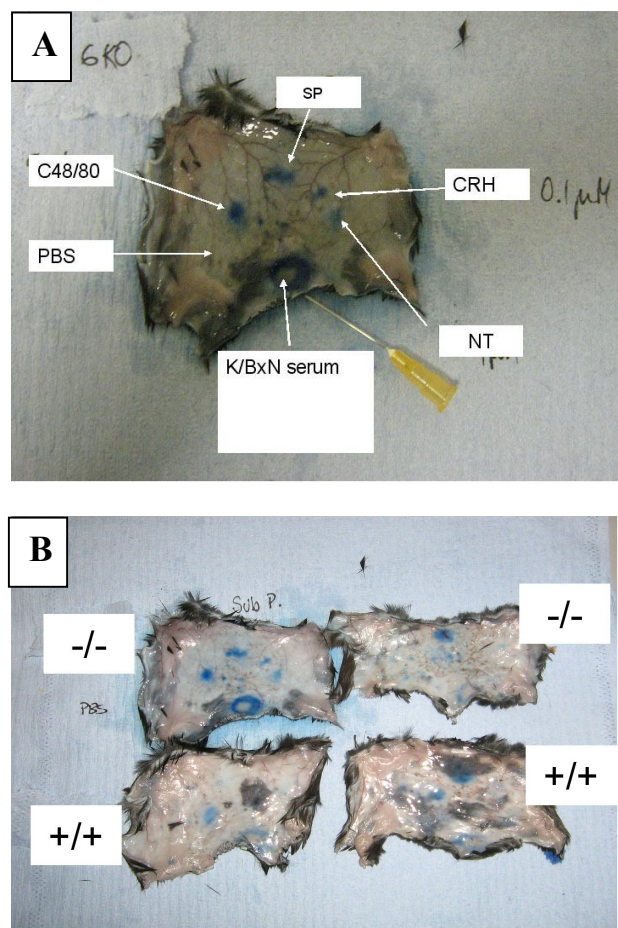 A
6KO
SP
C48/80
CRH
0.1µM
PBS
NT
K/BxN serum
B
Sub P.
-/-
-/-
PBS
+/+
+/+